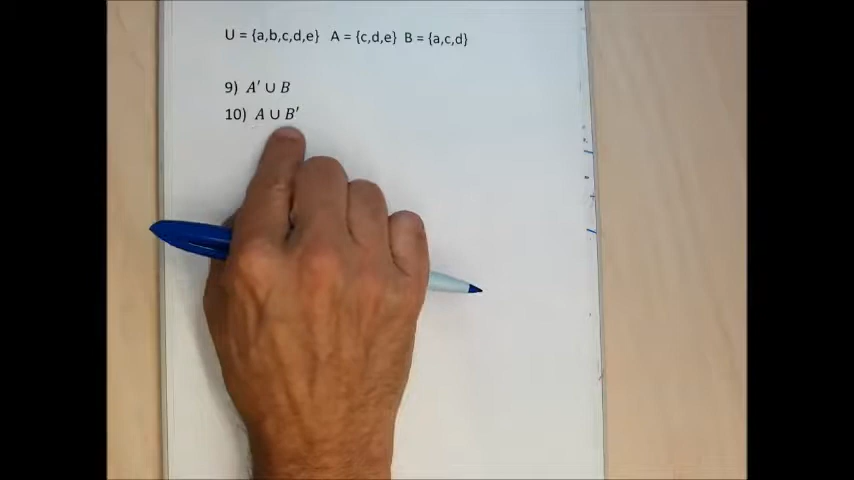 U = {a,b,c,d,e} A = {c,d,e} B = {a,c,d}
9) A′ ∪ B
10) A ∪ B′